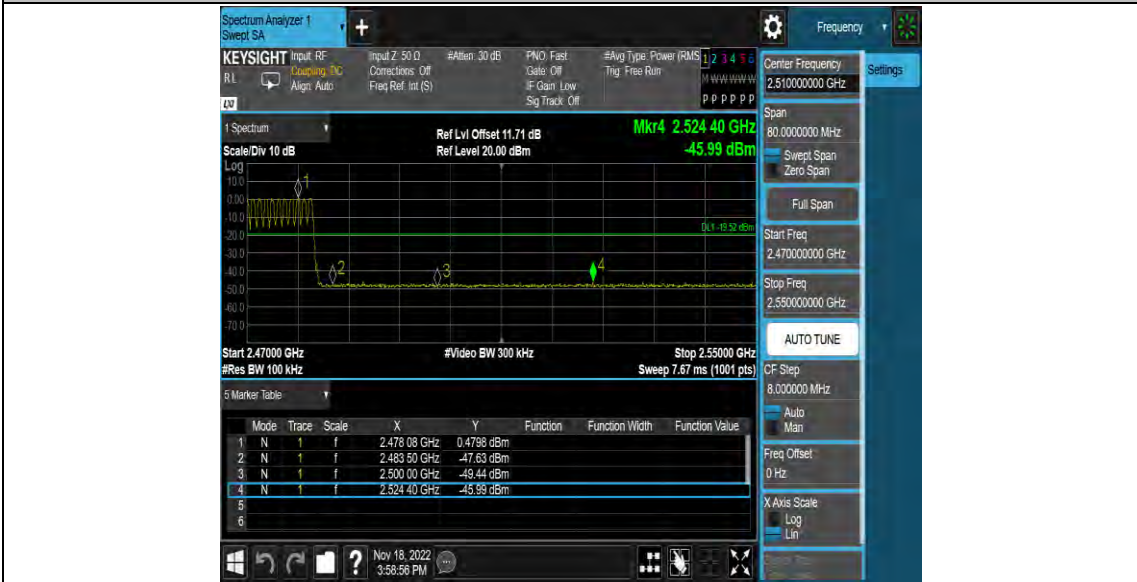 Spectrum Analyzer 1
Swept SA
Frequency
KEYSIGHT Input: RF
R L
Coupling: DC
Align: Auto
LXI
Input Z: 50 Ω
Corrections: Off
Freq Ref: Int (S)
#Atten: 30 dB
PNO: Fast
Gate: Off
IF Gain: Low
Sig Track: Off
#Avg Type: Power (RMS
Trig: Free Run
1 2 3 4 5 6
M W W W W W
P P P P P P
1 Spectrum
Scale/Div 10 dB
Ref Lvl Offset 11.71 dB
Ref Level 20.00 dBm
Mkr4 2.524 40 GHz
-45.99 dBm
Log
10.0
0.00
-10.0
-20.0
-30.0
-40.0
-50.0
-60.0
-70.0
1
2
3
4
DL1 -19.52 dBm
Start 2.47000 GHz
#Res BW 100 kHz
#Video BW 300 kHz
Stop 2.55000 GHz
Sweep 7.67 ms (1001 pts)
5 Marker Table
Mode Trace Scale X Y Function Function Width Function Value
1 N 1 f 2.478 08 GHz 0.4798 dBm
2 N 1 f 2.483 50 GHz -47.63 dBm
3 N 1 f 2.500 00 GHz -49.44 dBm
4 N 1 f 2.524 40 GHz -45.99 dBm
5
6
Nov 18, 2022
3:58:56 PM
Center Frequency
2.510000000 GHz
Settings
Span
80.0000000 MHz
Swept Span
Zero Span
Full Span
Start Freq
2.470000000 GHz
Stop Freq
2.550000000 GHz
AUTO TUNE
CF Step
8.000000 MHz
Auto
Man
Freq Offset
0 Hz
X Axis Scale
Log
Lin